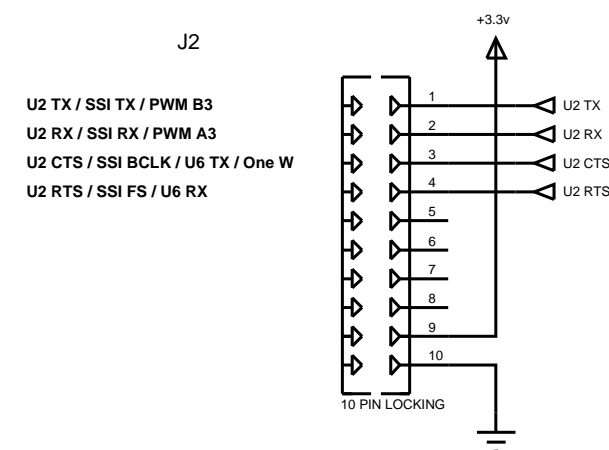 +3.3v
J2
U2 TX / SSI TX / PWM B3
1
U2 TX
U2 RX / SSI RX / PWM A3
2
U2 RX
U2 CTS / SSI BCLK / U6 TX / One W
3
U2 CTS
U2 RTS / SSI FS / U6 RX
4
U2 RTS
5
6
7
8
9
10
10 PIN LOCKING